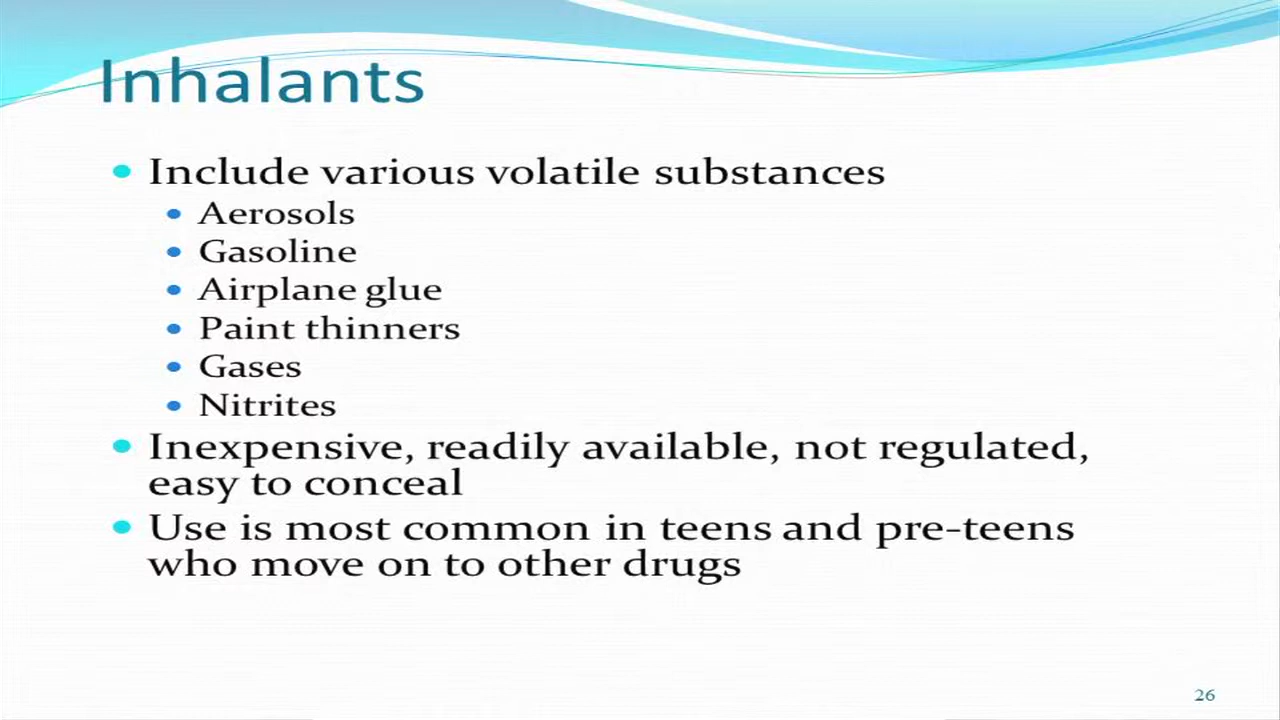 Inhalants
Include various volatile substances
Aerosols
Gasoline
Airplane glue
Paint thinners
Gases
Nitrites
Inexpensive, readily available, not regulated,
easy to conceal
Use is most common in teens and pre-teens
who move on to other drugs
26